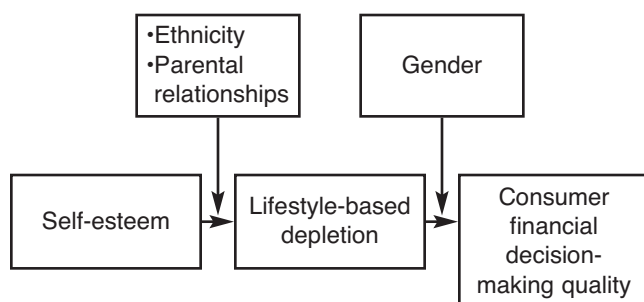 •Ethnicity
•Parental
relationships
Gender
Self-esteem
Lifestyle-based
depletion
Consumer
financial
decision-
making quality